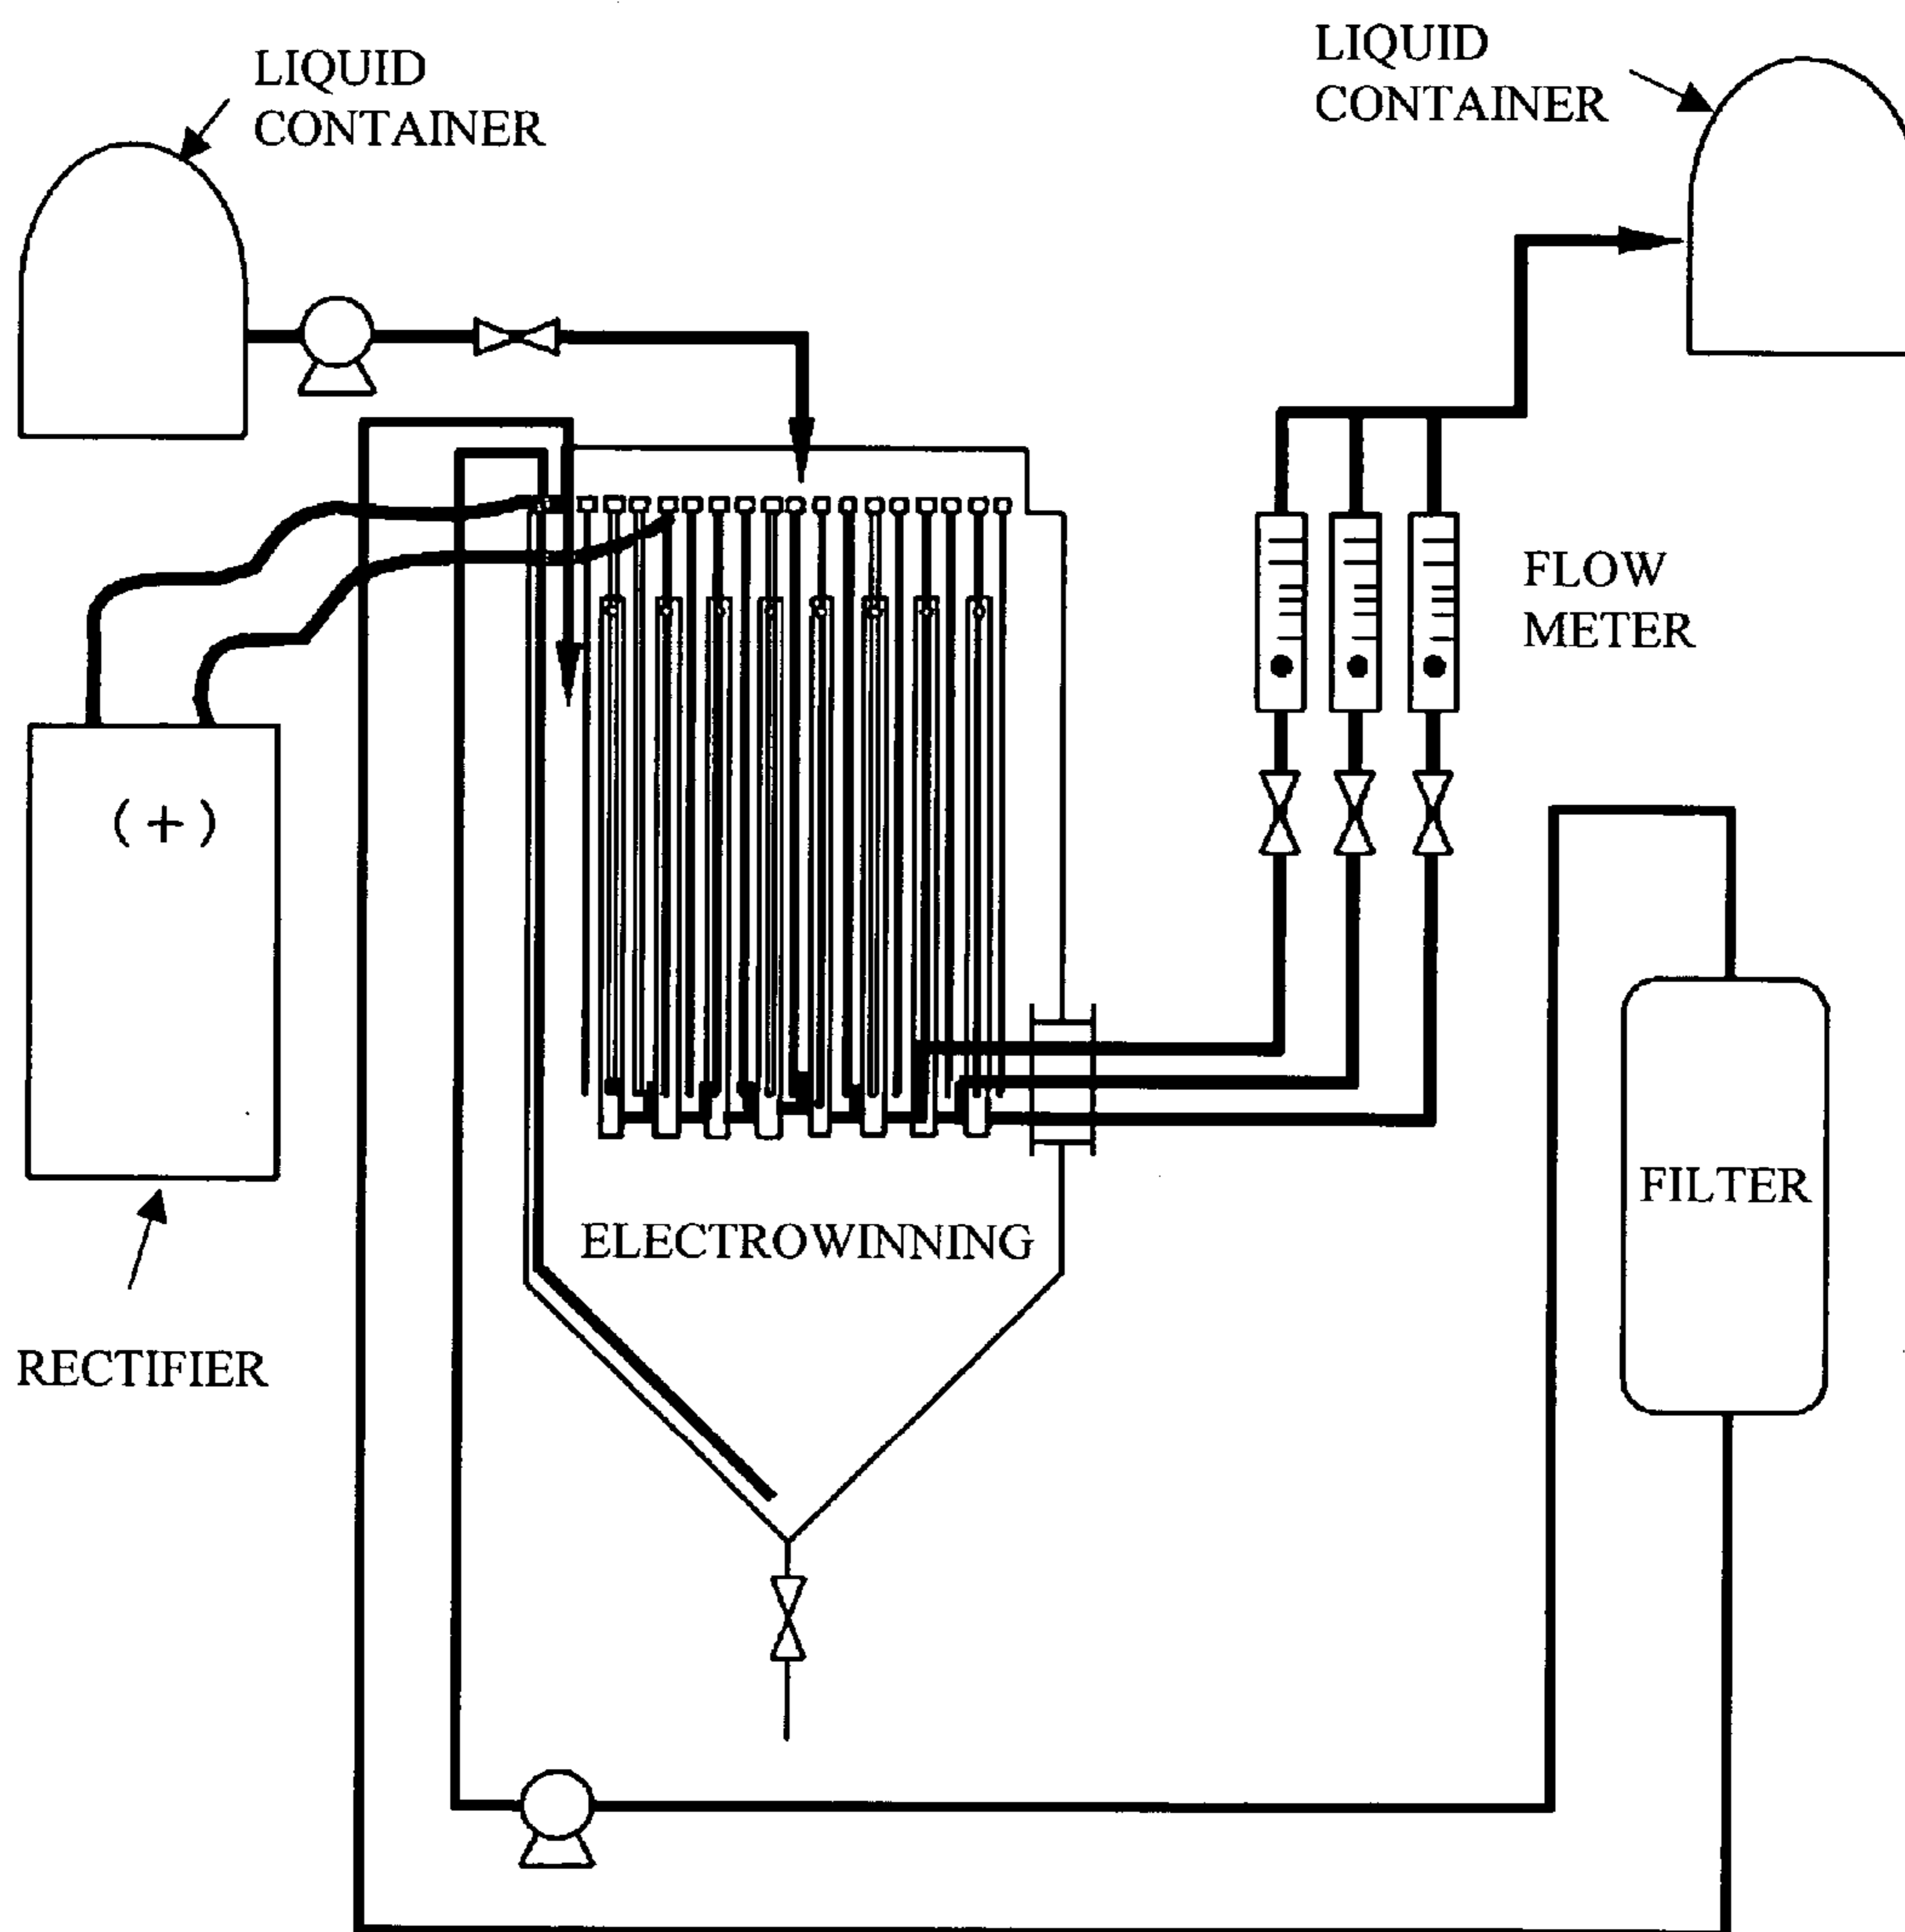 LIQUID
CONTAINER
LIQUID
CONTAINER
FLOW
METER
(+)
FILTER
ELECTROWINNING
RECTIFIER